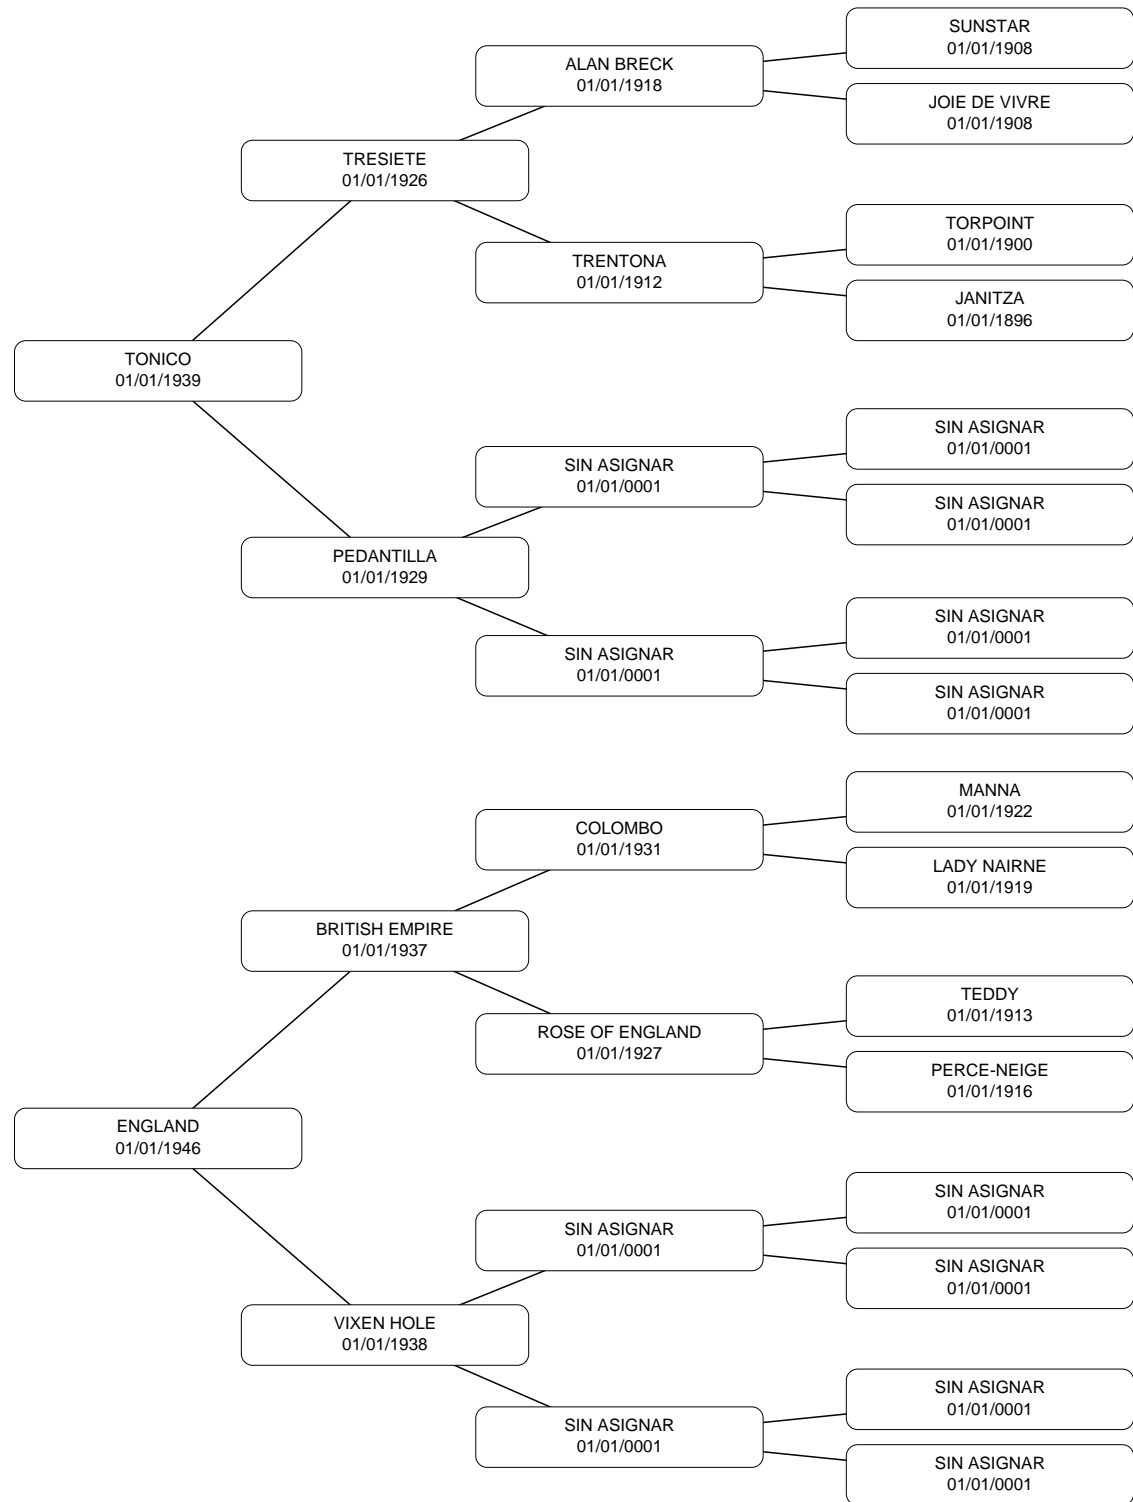 SUNSTAR
01/01/1908
ALAN BRECK
01/01/1918
JOIE DE VIVRE
01/01/1908
TRESIETE
01/01/1926
TORPOINT
01/01/1900
TRENTONA
01/01/1912
JANITZA
01/01/1896
TONICO
01/01/1939
SIN ASIGNAR
01/01/0001
SIN ASIGNAR
01/01/0001
SIN ASIGNAR
01/01/0001
PEDANTILLA
01/01/1929
SIN ASIGNAR
01/01/0001
SIN ASIGNAR
01/01/0001
SIN ASIGNAR
01/01/0001
MANNA
01/01/1922
COLOMBO
01/01/1931
LADY NAIRNE
01/01/1919
BRITISH EMPIRE
01/01/1937
TEDDY
01/01/1913
ROSE OF ENGLAND
01/01/1927
PERCE-NEIGE
01/01/1916
ENGLAND
01/01/1946
SIN ASIGNAR
01/01/0001
SIN ASIGNAR
01/01/0001
SIN ASIGNAR
01/01/0001
VIXEN HOLE
01/01/1938
SIN ASIGNAR
01/01/0001
SIN ASIGNAR
01/01/0001
SIN ASIGNAR
01/01/0001